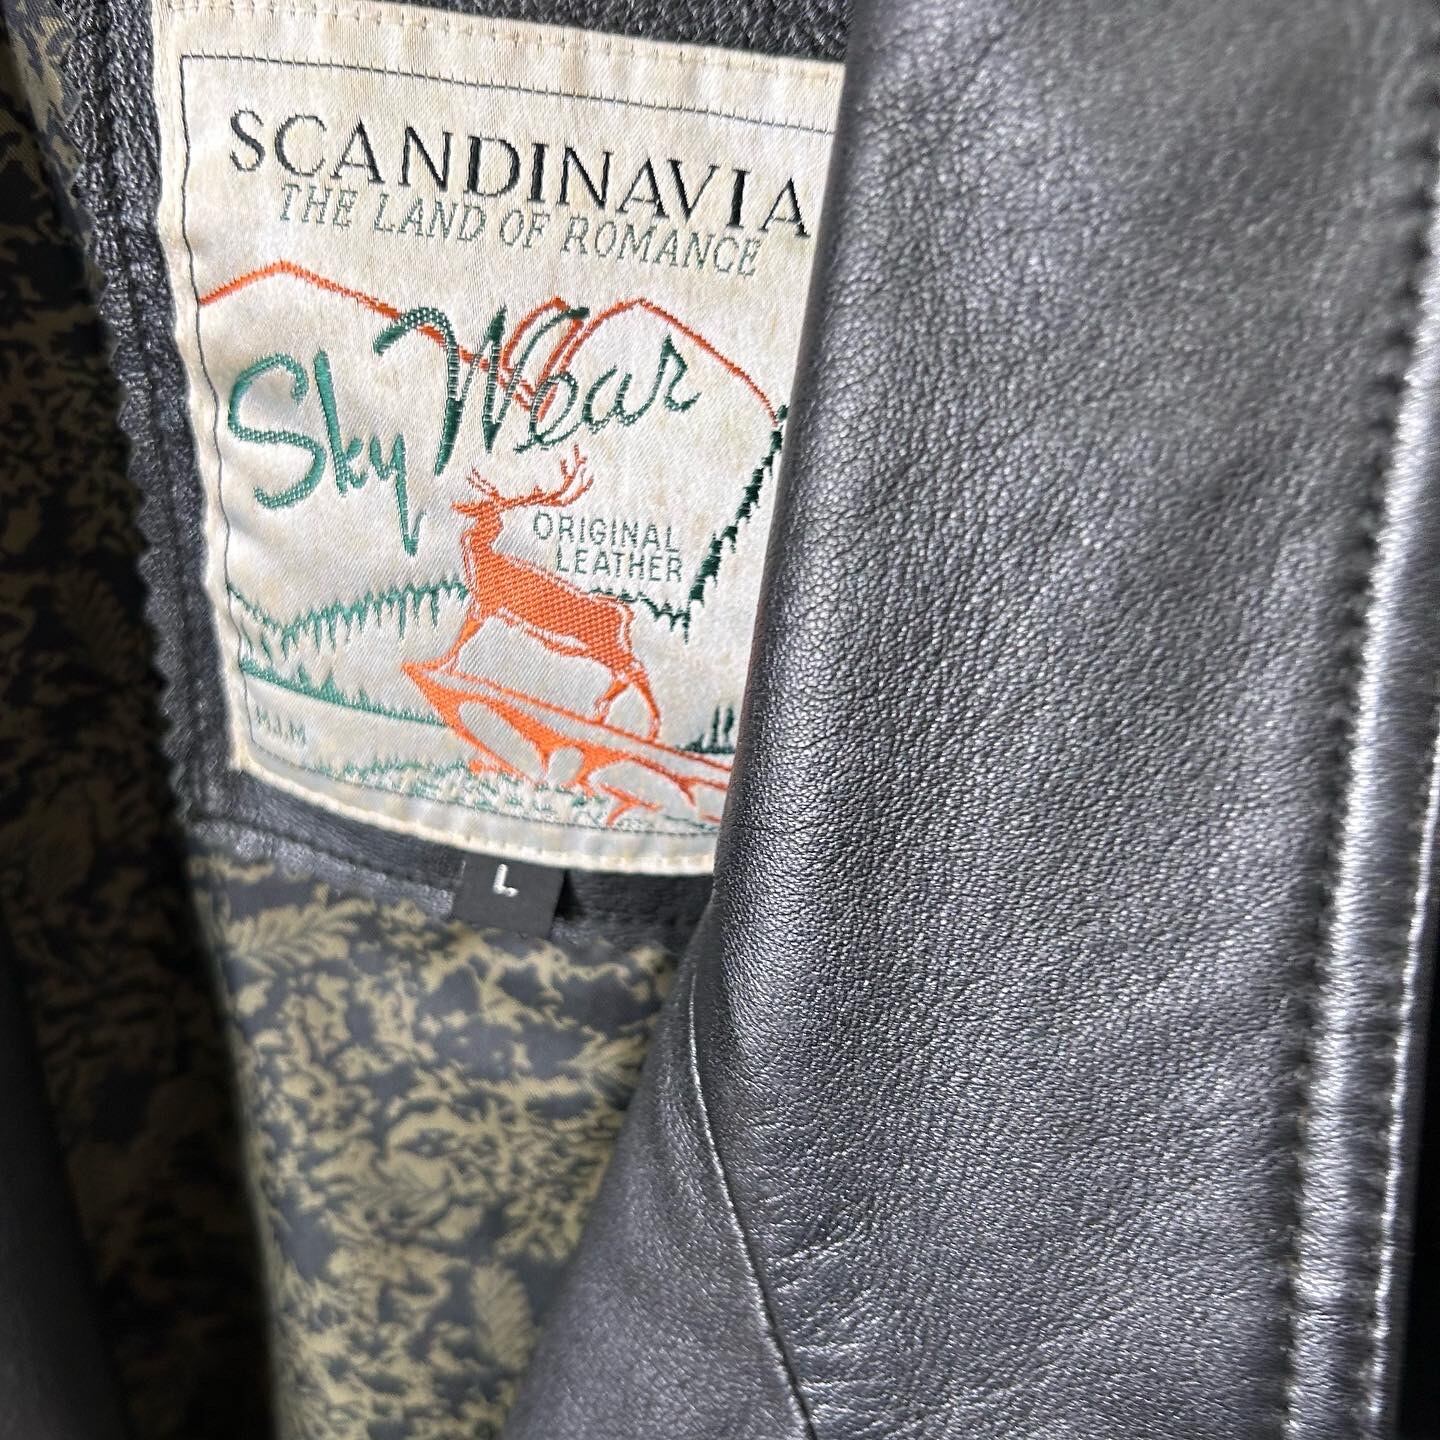 SCANDINAVIA
THE LAND OF ROMANCE
Sky Wear
ORIGINAL
LEATHER
L